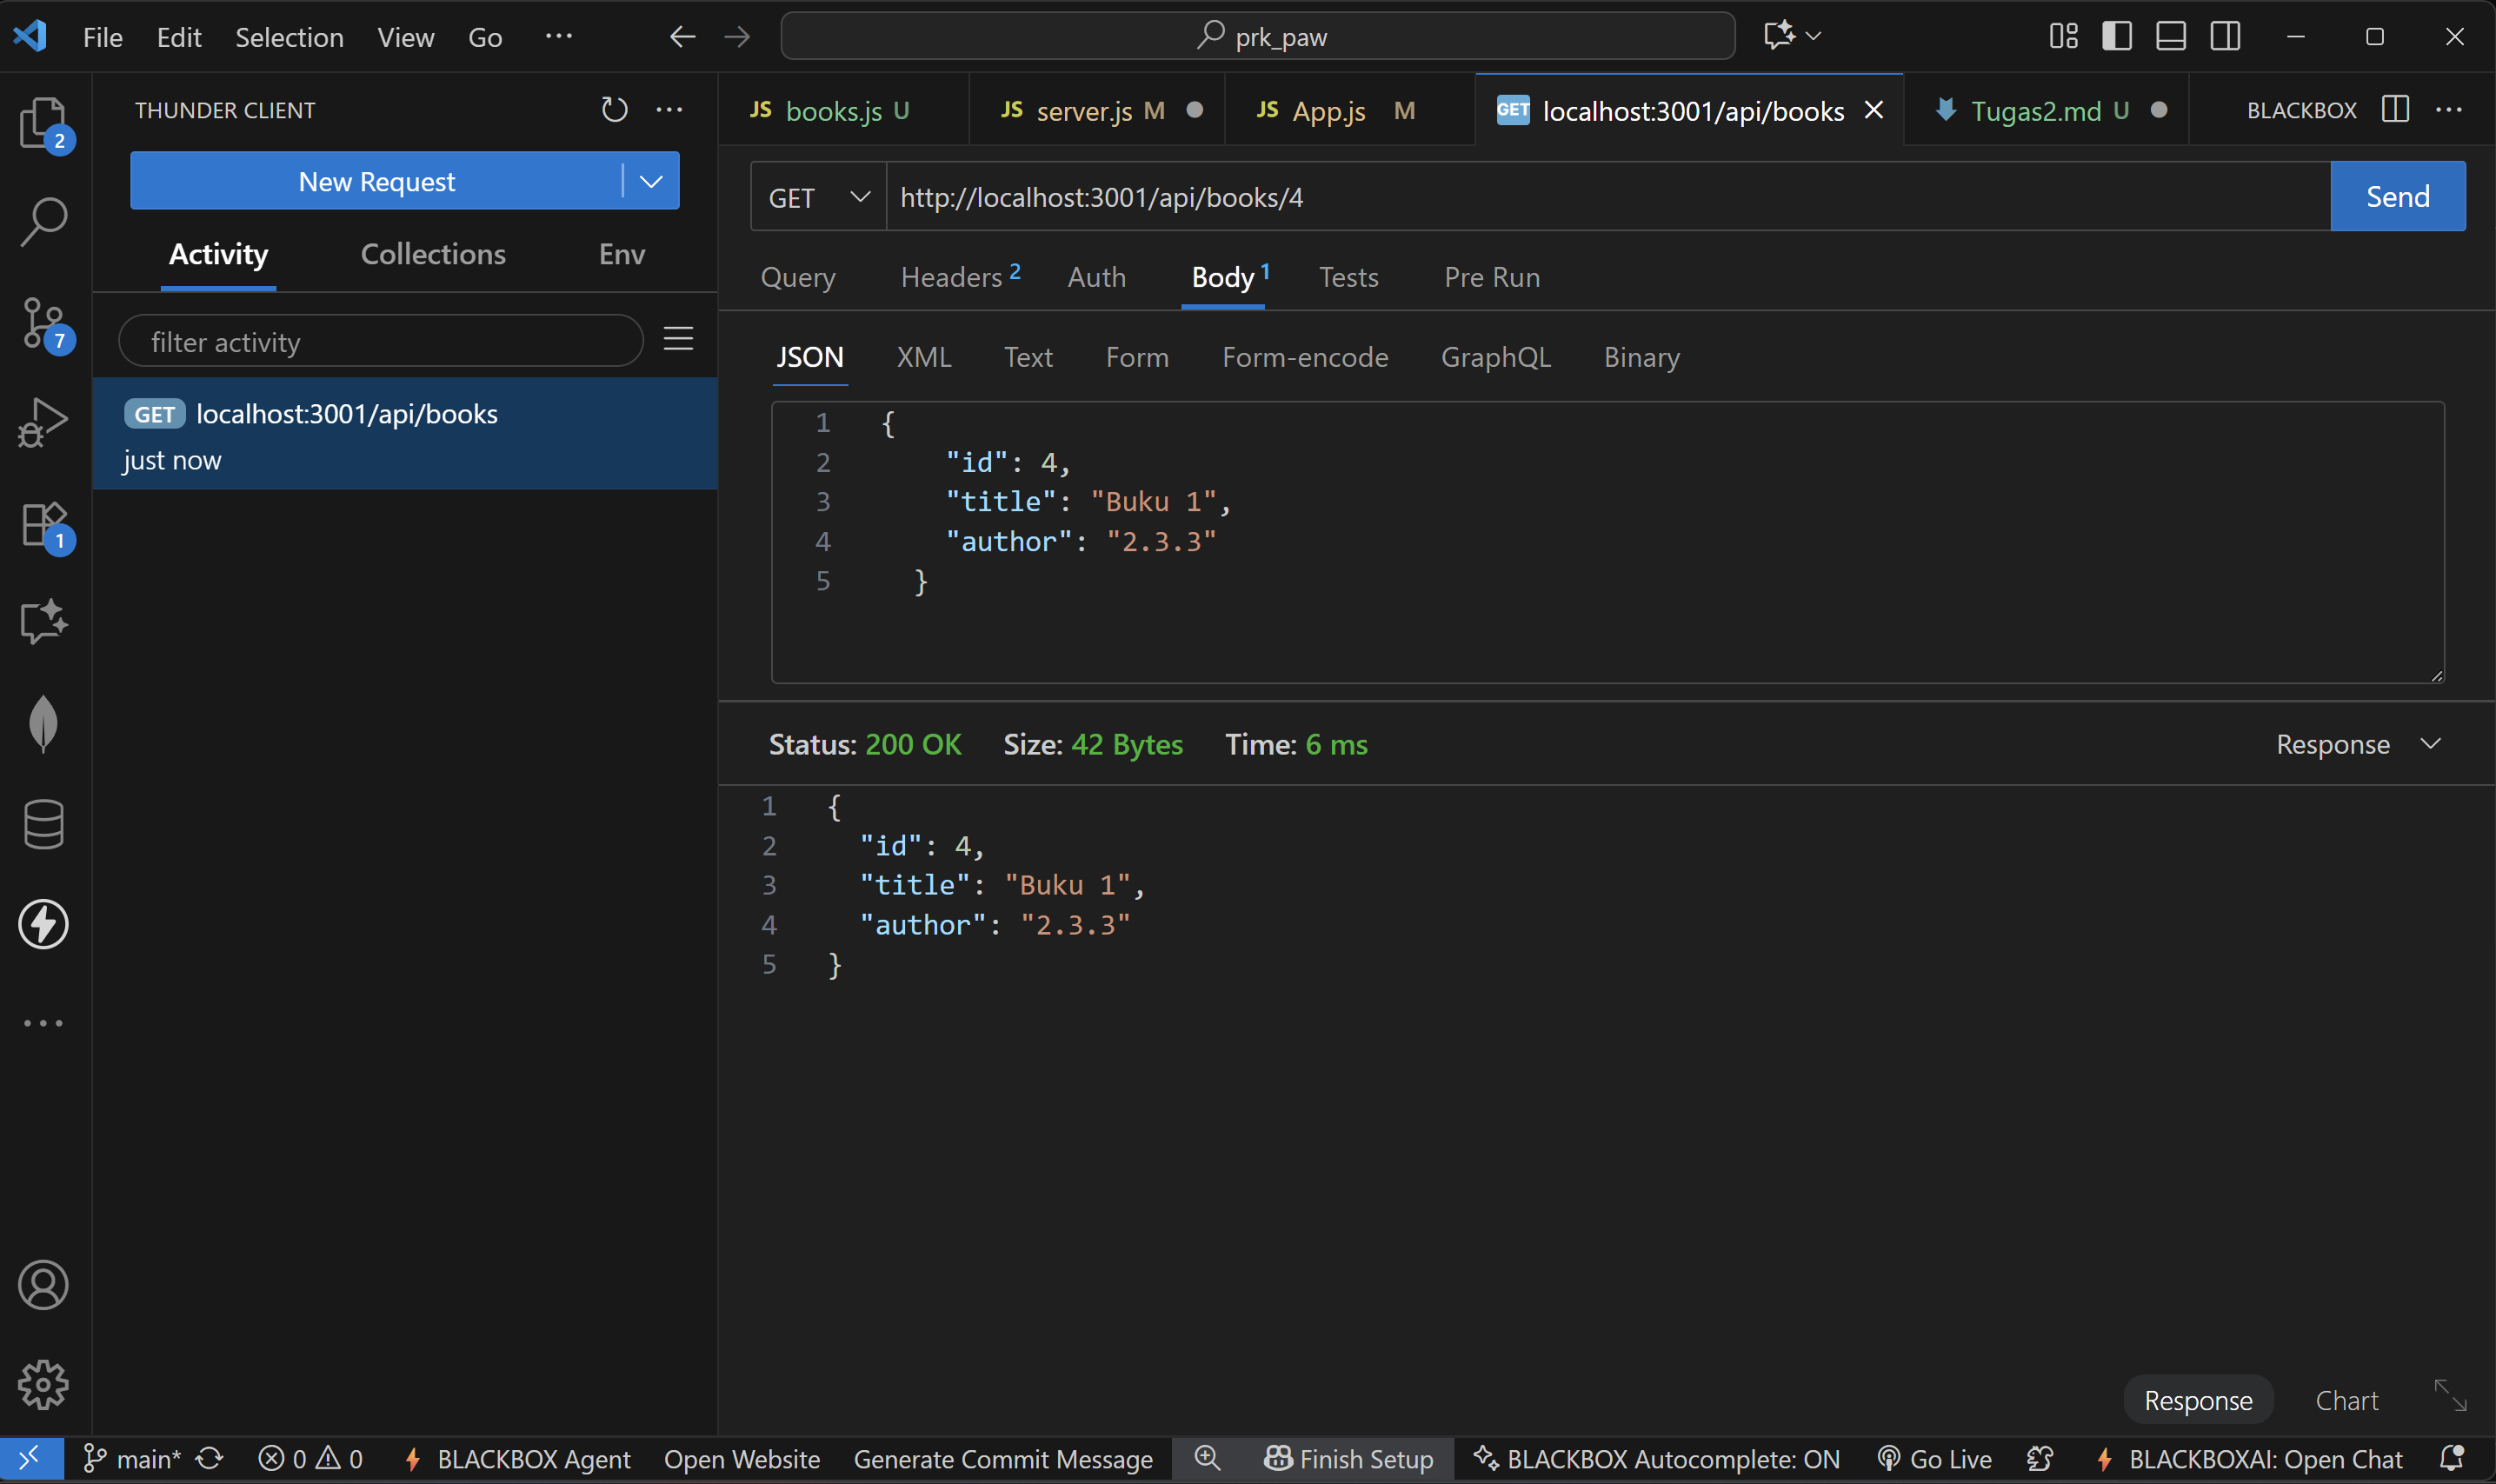 File Edit Selection View Go ··· prk_paw
THUNDER CLIENT
New Request
Activity Collections Env
filter activity
GET localhost:3001/api/books
just now
2
7
1
JS books.js U JS server.js M JS App.js M GET localhost:3001/api/books Tugas2.md U BLACKBOX
GET http://localhost:3001/api/books/4 Send
Query Headers 2 Auth Body 1 Tests Pre Run
JSON XML Text Form Form-encode GraphQL Binary
1 {
2 "id": 4,
3 "title": "Buku 1",
4 "author": "2.3.3"
5 }
Status: 200 OK Size: 42 Bytes Time: 6 ms Response
1 {
2 "id": 4,
3 "title": "Buku 1",
4 "author": "2.3.3"
5 }
Response Chart
main* 0 0 BLACKBOX Agent Open Website Generate Commit Message Finish Setup BLACKBOX Autocomplete: ON Go Live BLACKBOXAI: Open Chat